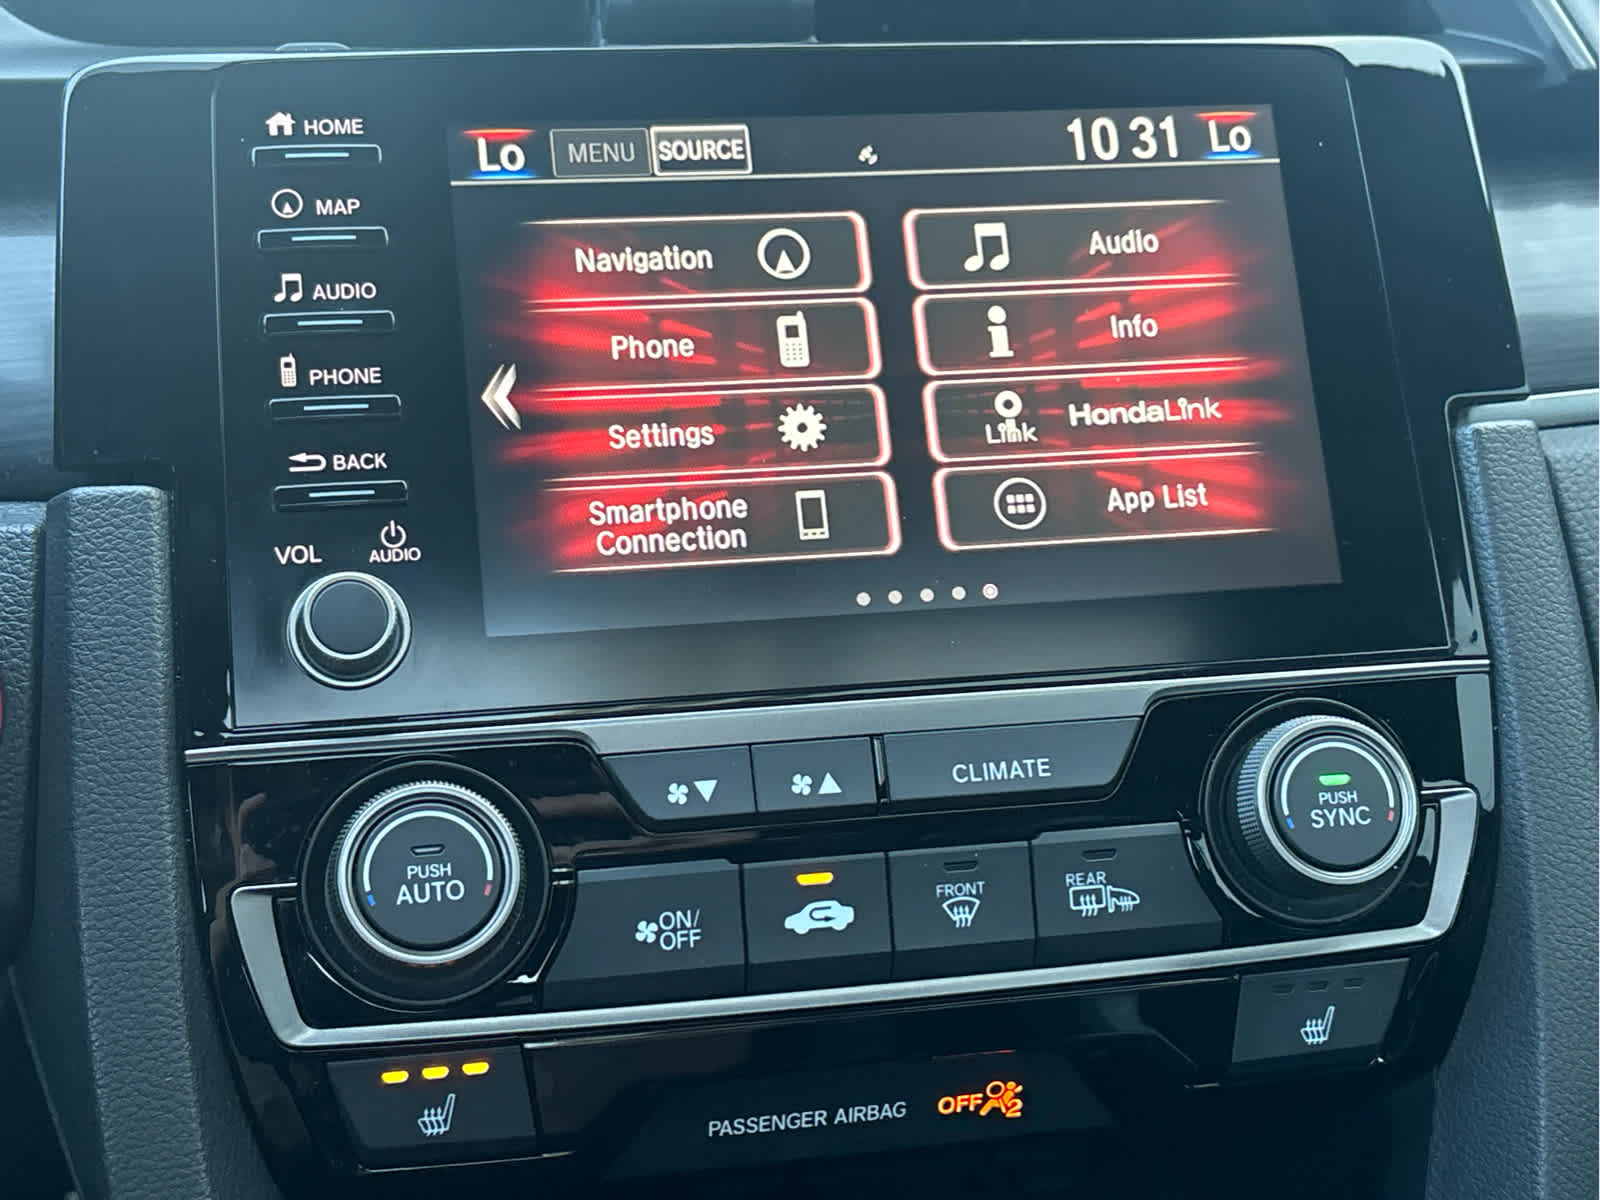 HOME
MAP
AUDIO
PHONE
BACK
VOL
AUDIO
Lo
MENU
SOURCE
10 31
Lo
Navigation
Audio
Phone
Info
Settings
Link
HondaLink
Smartphone
Connection
App List
CLIMATE
PUSH
SYNC
PUSH
AUTO
ON/
OFF
FRONT
REAR
PASSENGER AIRBAG
OFF
2